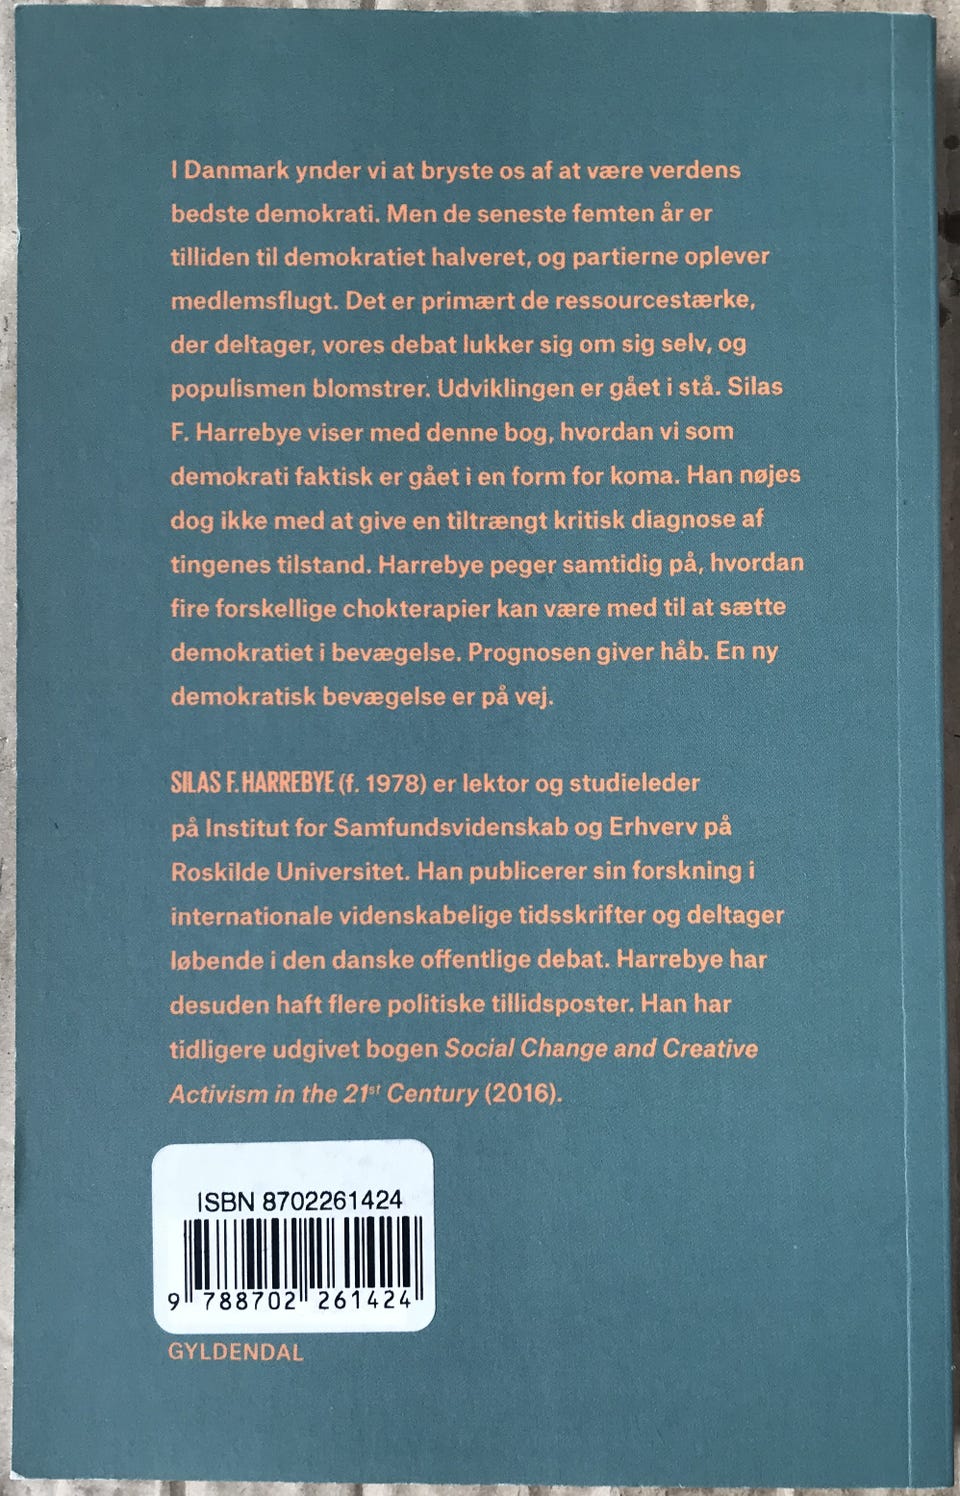 I Danmark ynder vi at bryste os af at være verdens
bedste demokrati. Men de seneste femten år er
tilliden til demokratiet halveret, og partierne oplever
medlemsflugt. Det er primært de ressourcestærke,
der deltager, vores debat lukker sig om sig selv, og
populismen blomstrer. Udviklingen er gået i stå. Silas
F. Harrebye viser med denne bog, hvordan vi som
demokrati faktisk er gået i en form for koma. Han nøjes
dog ikke med at give en tiltrængt kritisk diagnose af
tingenes tilstand. Harrebye peger samtidig på, hvordan
fire forskellige chokterapier kan være med til at sætte
demokratiet i bevægelse. Prognosen giver håb. En ny
demokratisk bevægelse er på vej.
SILAS F. HARREBYE (f. 1978) er lektor og studieleder
på Institut for Samfundsvidenskab og Erhverv på
Roskilde Universitet. Han publicerer sin forskning i
internationale videnskabelige tidsskrifter og deltager
løbende i den danske offentlige debat. Harrebye har
desuden haft flere politiske tillidsposter. Han har
tidligere udgivet bogen Social Change and Creative
Activism in the 21st Century (2016).
ISBN 8702261424
9 788702 261424
GYLDENDAL